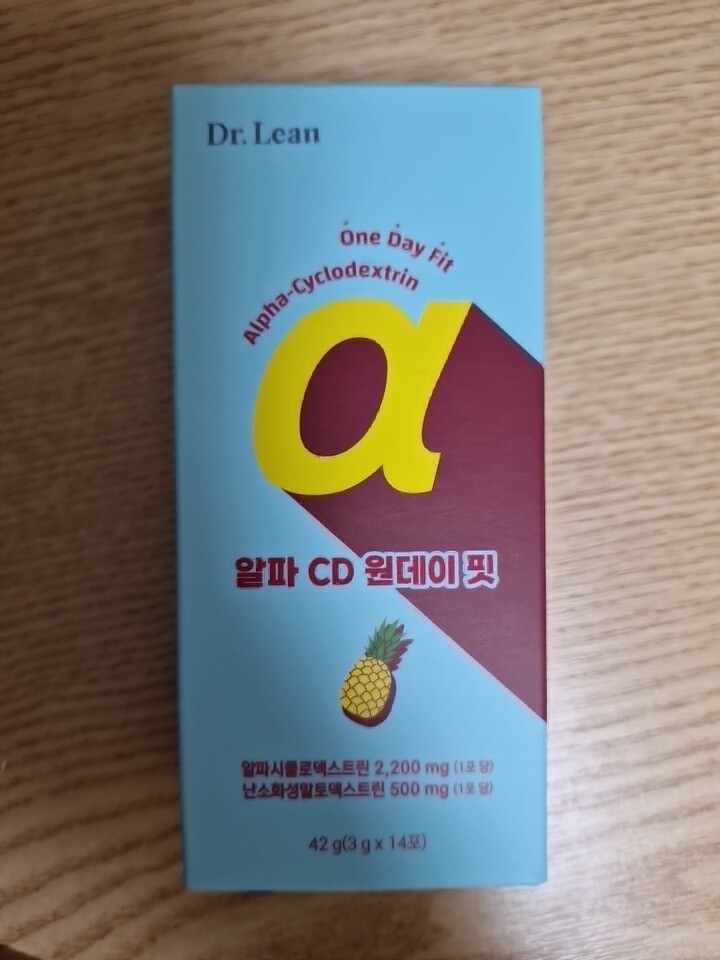 Dr. Lean
One Day Fit
Alpha-Cyclodextrin
α
알파 CD 원데이 핏
알파시클로덱스트린 2,200 mg (1포 당)
난소화성말토덱스트린 500 mg (1포 당)
42 g(3 g x 14포)